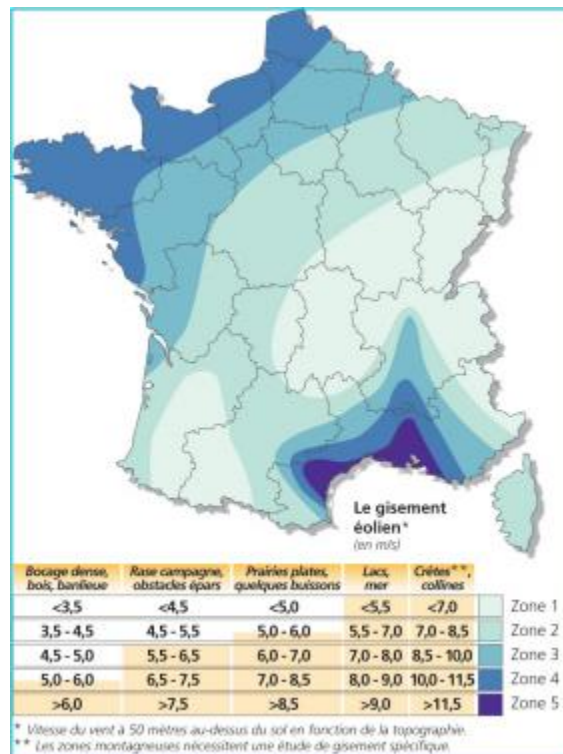 Le gisement
éolien*
(en m/s)
Bocage dense, bois, banlieue Rase campagne, obstacles épars Prairies plates, quelques buissons Lacs, mer Crêtes**, collines
<3,5 <4,5 <5,0 <5,5 <7,0 Zone 1
3,5 - 4,5 4,5 - 5,5 5,0 - 6,0 5,5 - 7,0 7,0 - 8,5 Zone 2
4,5 - 5,0 5,5 - 6,5 6,0 - 7,0 7,0 - 8,0 8,5 - 10,0 Zone 3
5,0 - 6,0 6,5 - 7,5 7,0 - 8,5 8,0 - 9,0 10,0 - 11,5 Zone 4
>6,0 >7,5 >8,5 >9,0 >11,5 Zone 5
* Vitesse du vent à 50 mètres au-dessus du sol en fonction de la topographie.
** Les zones montagneuses nécessitent une étude de gisement spécifique.